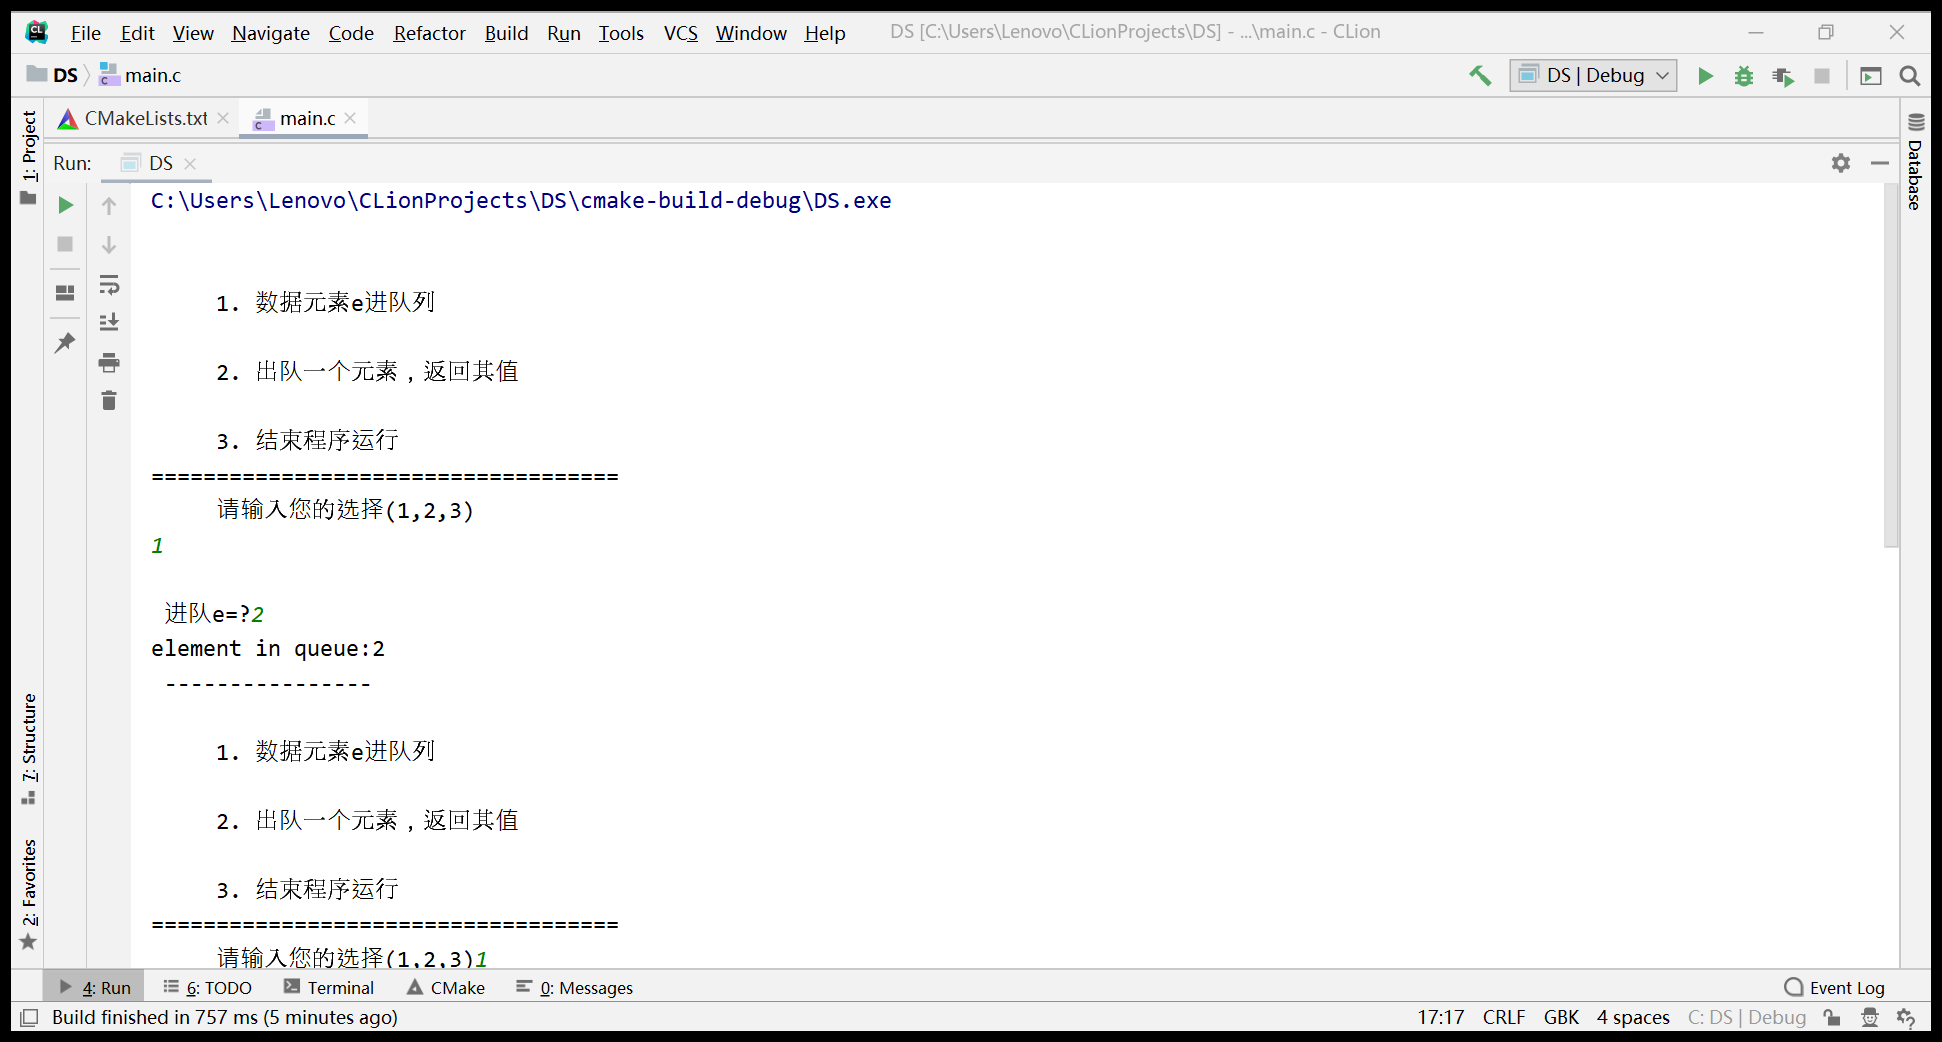 File Edit View Navigate Code Refactor Build Run Tools VCS Window Help DS [C:\Users\Lenovo\CLionProjects\DS] - ...\main.c - CLion
DS main.c DS | Debug
CMakeLists.txt main.c
Run: DS
C:\Users\Lenovo\CLionProjects\DS\cmake-build-debug\DS.exe
1. 数据元素e进队列
2. 出队一个元素，返回其值
3. 结束程序运行
====================================
请输入您的选择(1,2,3)
1
进队e=?2
element in queue:2
----------------
1. 数据元素e进队列
2. 出队一个元素，返回其值
3. 结束程序运行
====================================
请输入您的选择(1,2,3)1
1: Project
7: Structure
2: Favorites
Database
4: Run 6: TODO Terminal CMake 0: Messages Event Log
Build finished in 757 ms (5 minutes ago) 17:17 CRLF GBK 4 spaces C: DS | Debug